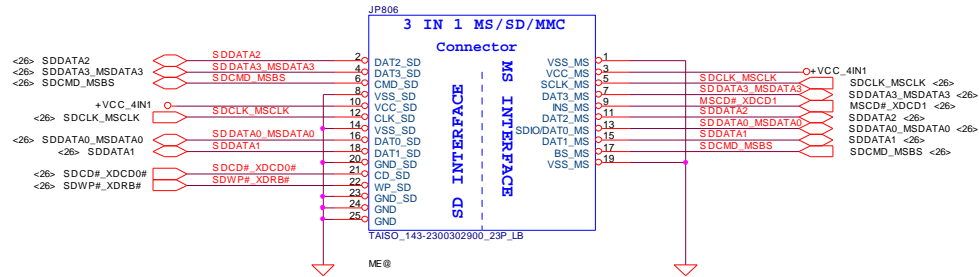 JP806
3 IN 1 MS/SD/MMC
Connector
<26> SDDATA2 SDDATA2 2 DAT2_SD
<26> SDDATA3_MSDATA3 SDDATA3_MSDATA3 4 DAT3_SD
<26> SDCMD_MSBS SDCMD_MSBS 6 CMD_SD
8 VSS_SD
+VCC_4IN1 10 VCC_SD
<26> SDCLK_MSCLK SDCLK_MSCLK 12 CLK_SD
14 VSS_SD
<26> SDDATA0_MSDATA0 SDDATA0_MSDATA0 16 DAT0_SD
<26> SDDATA1 SDDATA1 18 DAT1_SD
20 GND_SD
<26> SDCD#_XDCD0# SDCD#_XDCD0# 21 CD_SD
<26> SDWP#_XDRB# SDWP#_XDRB# 22 WP_SD
23 GND_SD
24 GND
25 GND
SD INTERFACE
MS INTERFACE
VSS_MS 1
VCC_MS 3 +VCC_4IN1
SCLK_MS 5 SDCLK_MSCLK SDCLK_MSCLK <26>
DAT3_MS 7 SDDATA3_MSDATA3 SDDATA3_MSDATA3 <26>
INS_MS 9 MSCD#_XDCD1 MSCD#_XDCD1 <26>
DAT2_MS 11 SDDATA2 SDDATA2 <26>
SDIO/DAT0_MS 13 SDDATA0_MSDATA0 SDDATA0_MSDATA0 <26>
DAT1_MS 15 SDDATA1 SDDATA1 <26>
BS_MS 17 SDCMD_MSBS SDCMD_MSBS <26>
VSS_MS 19
TAISO_143-2300302900_23P_LB
ME@